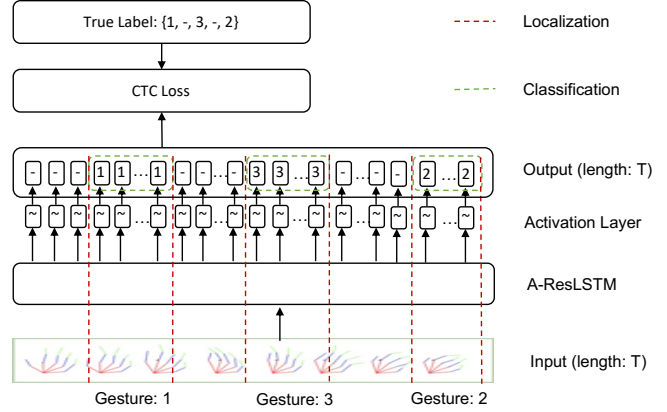 True Label: {1, -, 3, -, 2}
Localization
CTC Loss
Classification
- - - 1 1 ... 1 - - ... - 3 3 ... 3 - - ... - 2 ... 2
Output (length: T)
~ ~ ~ ~ ~ ... ~ ~ ~ ... ~ ~ ~ ... ~ ~ ~ ... ~ ~ ... ~
Activation Layer
A-ResLSTM
Input (length: T)
Gesture: 1 Gesture: 3 Gesture: 2